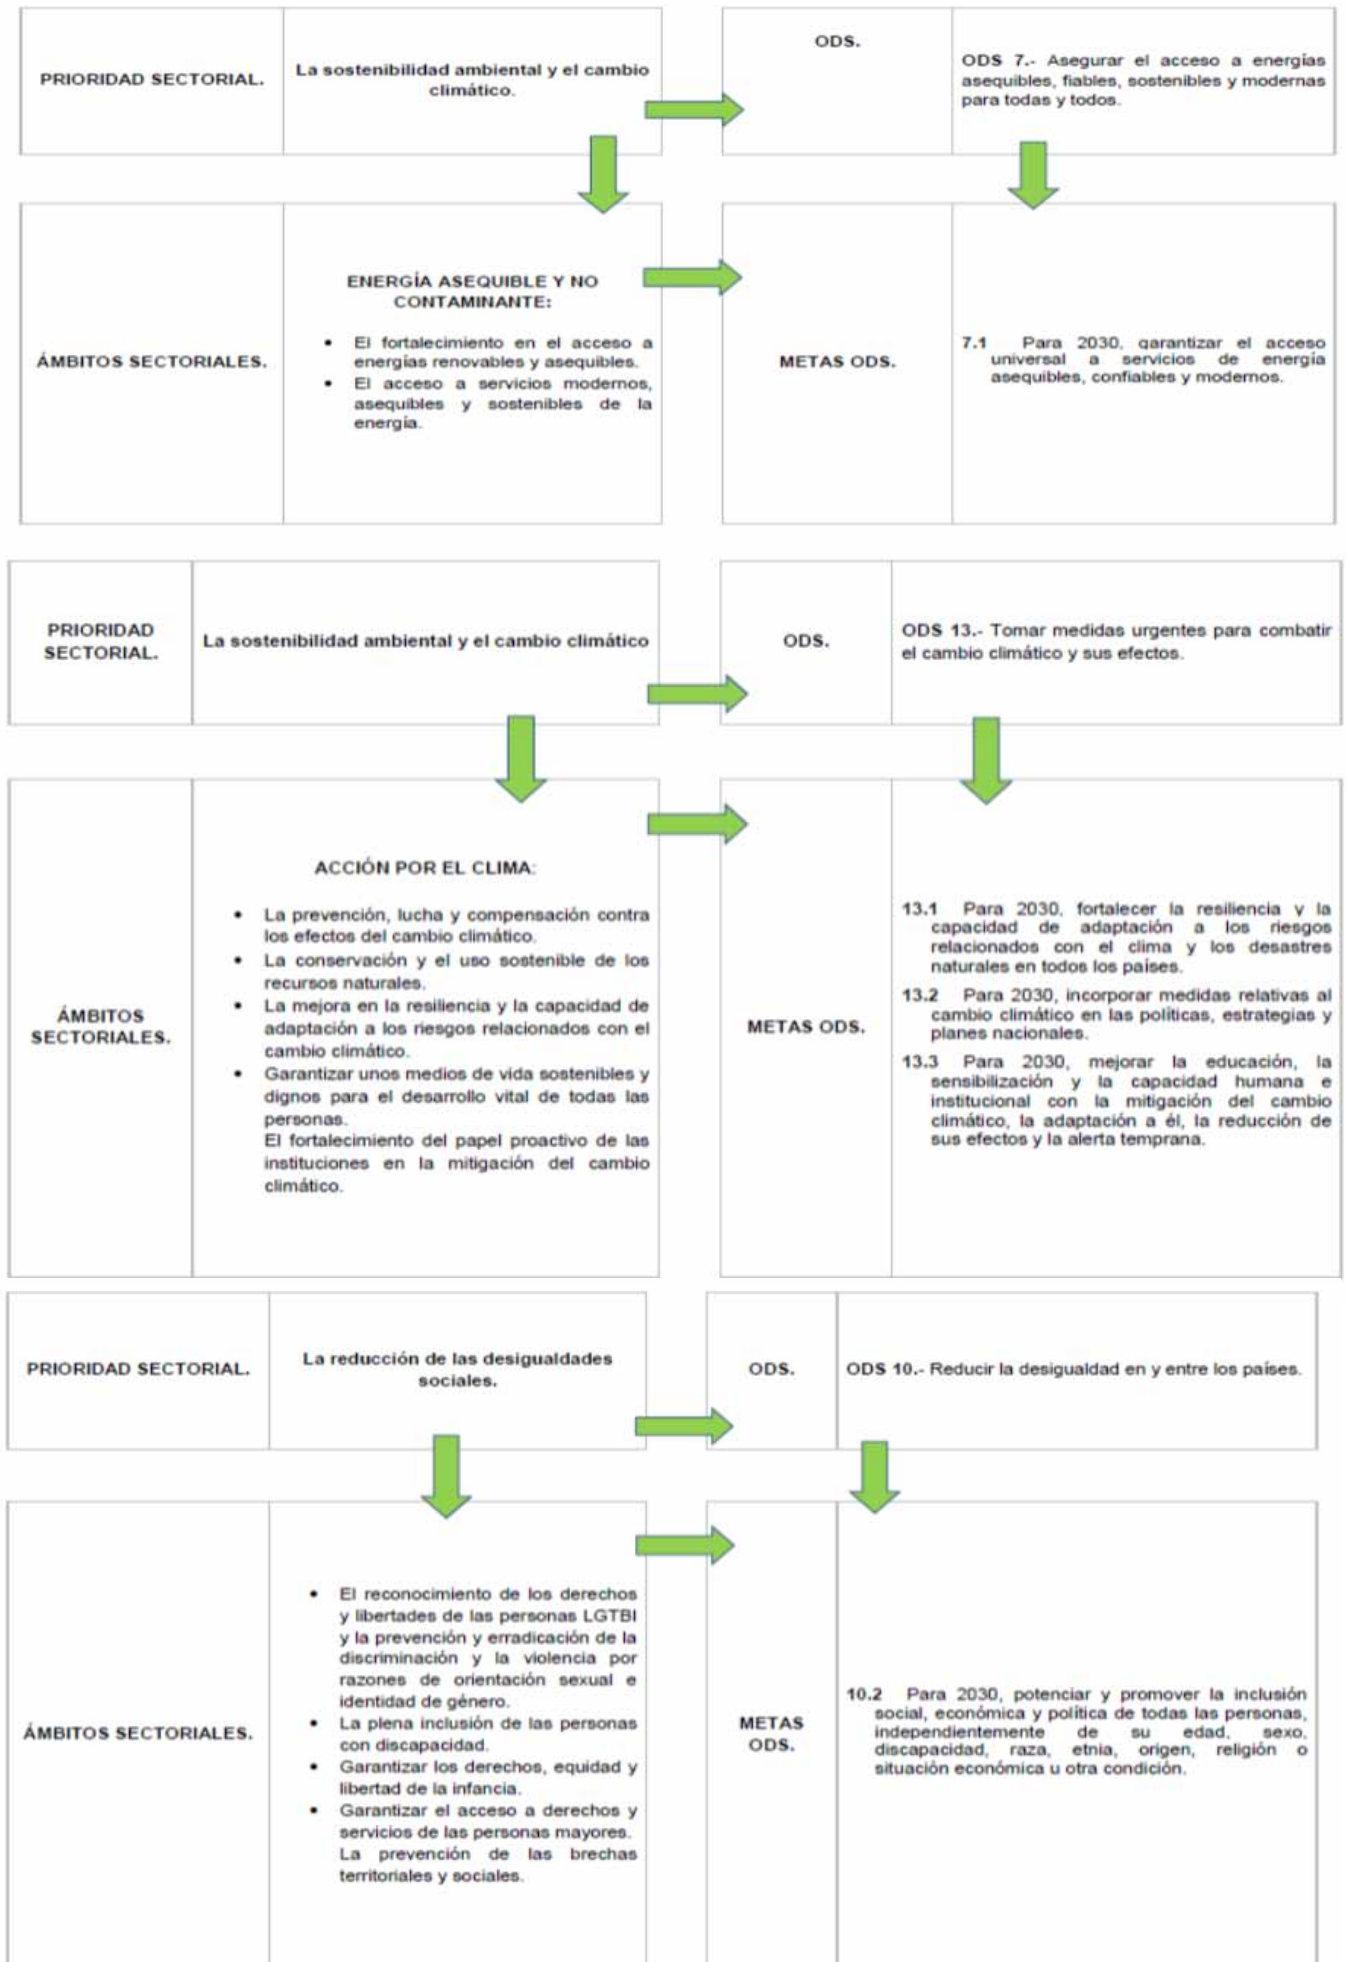 PRIORIDAD SECTORIAL.
La sostenibilidad ambiental y el cambio
climático.
ODS.
ODS 7.- Asegurar el acceso a energías
asequibles, fiables, sostenibles y modernas
para todas y todos.
ÁMBITOS SECTORIALES.
ENERGÍA ASEQUIBLE Y NO
CONTAMINANTE:
• El fortalecimiento en el acceso a
energías renovables y asequibles.
• El acceso a servicios modernos,
asequibles y sostenibles de la
energía.
METAS ODS.
7.1 Para 2030, garantizar el acceso
universal a servicios de energía
asequibles, confiables y modernos.
PRIORIDAD
SECTORIAL.
La sostenibilidad ambiental y el cambio climático
ODS.
ODS 13.- Tomar medidas urgentes para combatir
el cambio climático y sus efectos.
ÁMBITOS
SECTORIALES.
ACCIÓN POR EL CLIMA:
• La prevención, lucha y compensación contra
los efectos del cambio climático.
• La conservación y el uso sostenible de los
recursos naturales.
• La mejora en la resiliencia y la capacidad de
adaptación a los riesgos relacionados con el
cambio climático.
• Garantizar unos medios de vida sostenibles y
dignos para el desarrollo vital de todas las
personas.
El fortalecimiento del papel proactivo de las
instituciones en la mitigación del cambio
climático.
METAS ODS.
13.1 Para 2030, fortalecer la resiliencia y la
capacidad de adaptación a los riesgos
relacionados con el clima y los desastres
naturales en todos los países.
13.2 Para 2030, incorporar medidas relativas al
cambio climático en las políticas, estrategias y
planes nacionales.
13.3 Para 2030, mejorar la educación, la
sensibilización y la capacidad humana e
institucional con la mitigación del cambio
climático, la adaptación a él, la reducción de
sus efectos y la alerta temprana.
PRIORIDAD SECTORIAL.
La reducción de las desigualdades
sociales.
ODS.
ODS 10.- Reducir la desigualdad en y entre los países.
ÁMBITOS SECTORIALES.
• El reconocimiento de los derechos
y libertades de las personas LGTBI
y la prevención y erradicación de la
discriminación y la violencia por
razones de orientación sexual e
identidad de género.
• La plena inclusión de las personas
con discapacidad.
• Garantizar los derechos, equidad y
libertad de la infancia.
• Garantizar el acceso a derechos y
servicios de las personas mayores.
La prevención de las brechas
territoriales y sociales.
METAS
ODS.
10.2 Para 2030, potenciar y promover la inclusión
social, económica y política de todas las personas,
independientemente de su edad, sexo,
discapacidad, raza, etnia, origen, religión o
situación económica u otra condición.